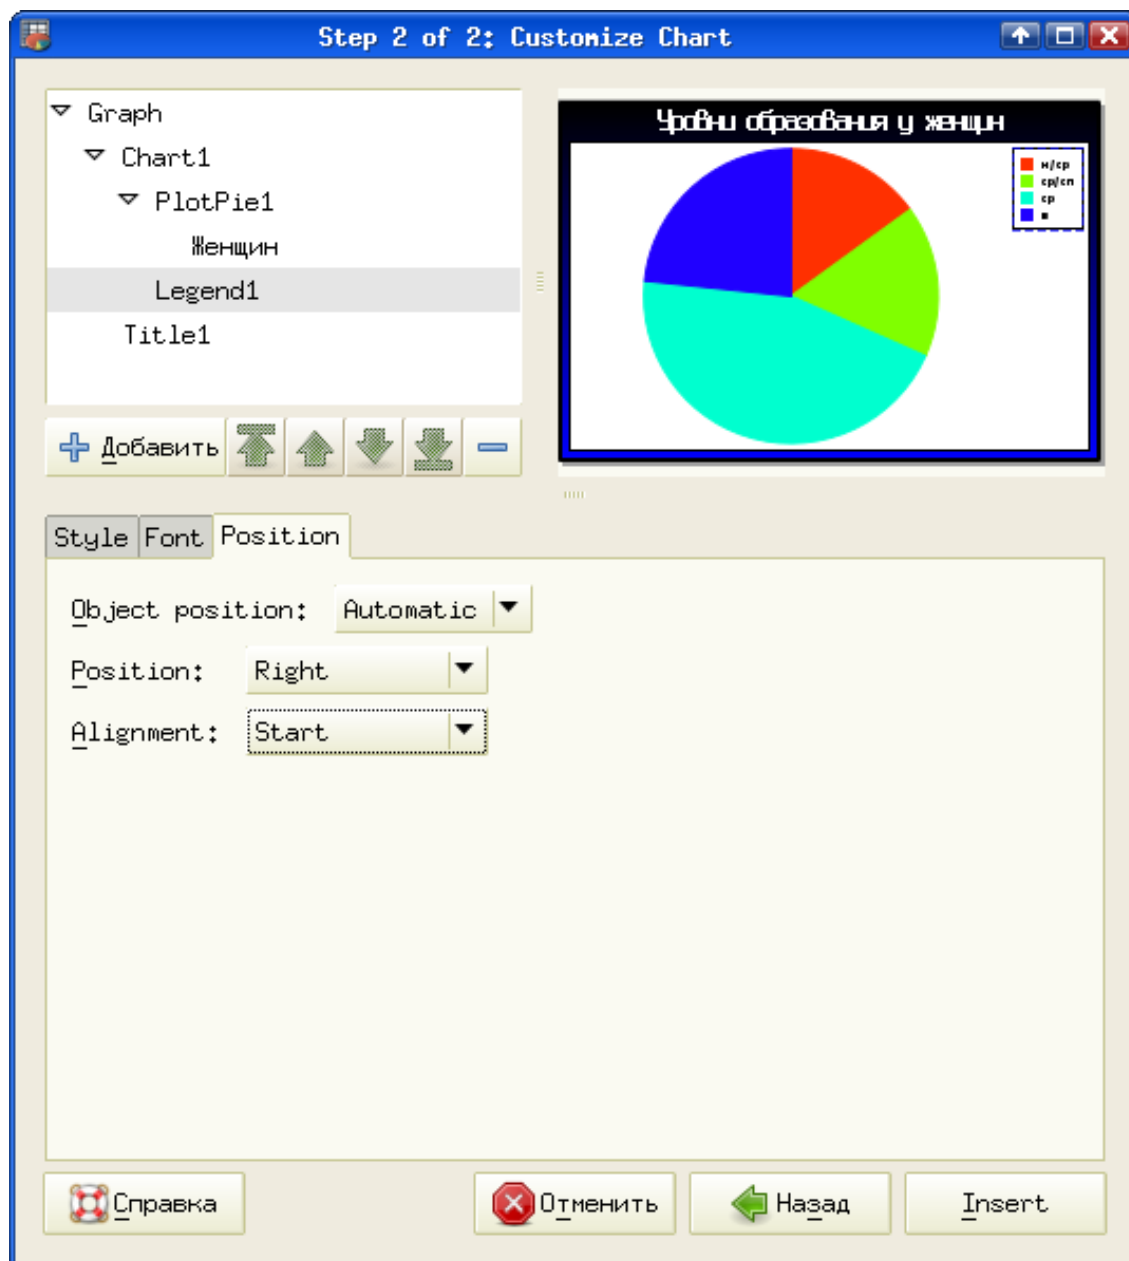 Step 2 of 2: Customize Chart
Graph
Chart1
PlotPie1
Женщин
Legend1
Title1
Добавить
Уровни образования у женщин
н/ср
ср/сп
ср
в
Style Font Position
Object position: Automatic
Position: Right
Alignment: Start
Справка Отменить Назад Insert